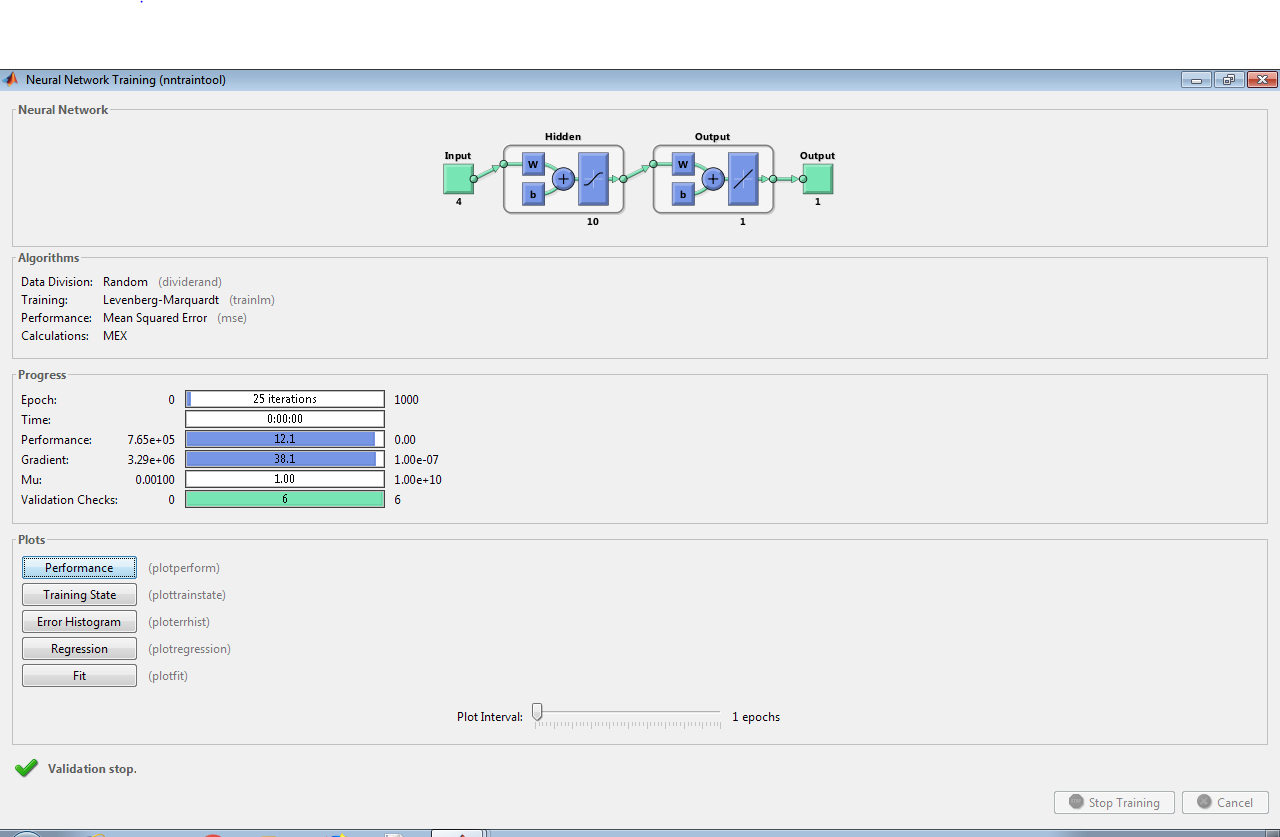 Neural Network Training (nntraintool)
Neural Network
Hidden Output
Input Output
W b + W b +
4 1
10 1
Algorithms
Data Division: Random (dividerand)
Training: Levenberg-Marquardt (trainlm)
Performance: Mean Squared Error (mse)
Calculations: MEX
Progress
Epoch: 0 25 iterations 1000
Time: 0:00:00
Performance: 7.65e+05 12.1 0.00
Gradient: 3.29e+06 38.1 1.00e-07
Mu: 0.00100 1.00 1.00e+10
Validation Checks: 0 6 6
Plots
Performance (plotperform)
Training State (plottrainstate)
Error Histogram (ploterrhist)
Regression (plotregression)
Fit (plotfit)
Plot Interval: 1 epochs
Validation stop.
Stop Training Cancel